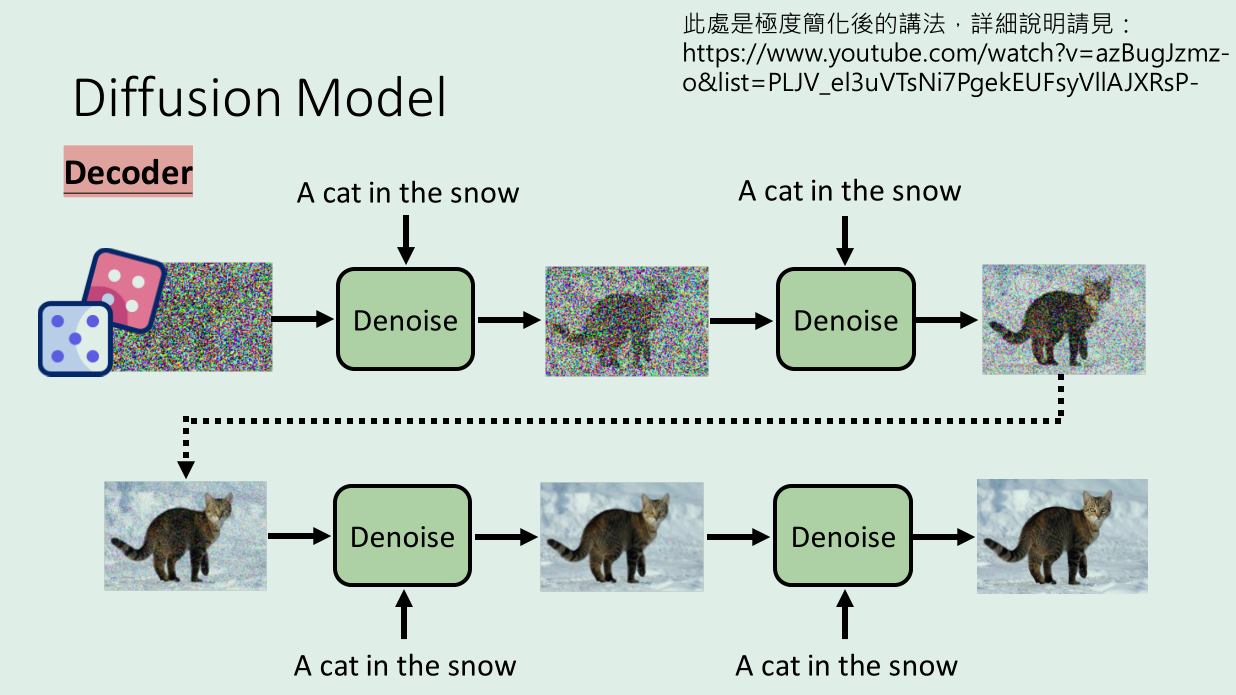 此處是極度簡化後的講法，詳細說明請見：
https://www.youtube.com/watch?v=azBugJzmz-
o&list=PLJV_el3uVTsNi7PgekEUFsyVllAJXRsP-
Diffusion Model
Decoder
A cat in the snow
A cat in the snow
Denoise
Denoise
Denoise
Denoise
A cat in the snow
A cat in the snow